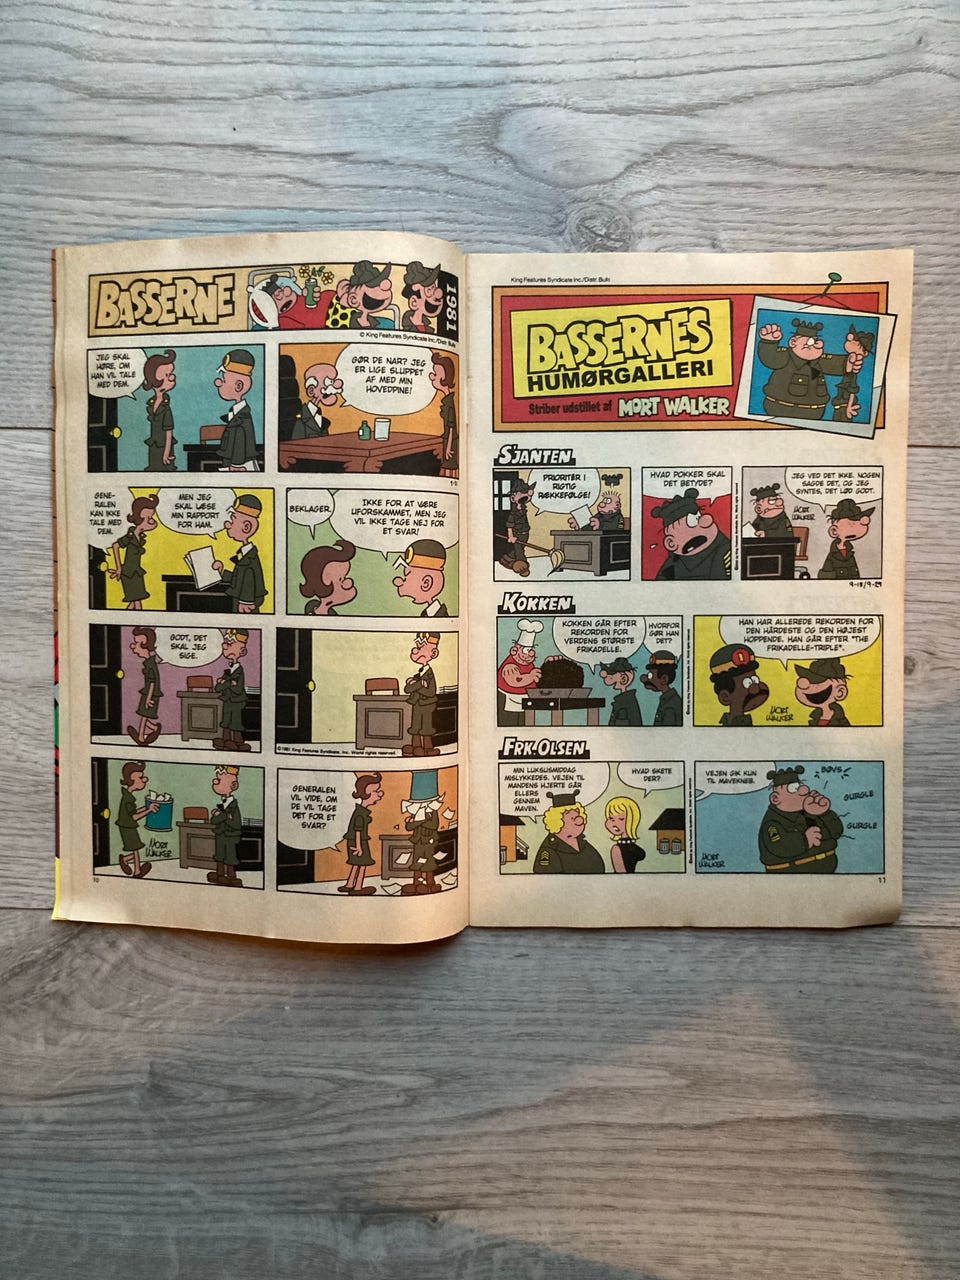 BASSERNE
1981
© King Features Syndicate Inc./Distr. Bulls
JEG SKAL
HØRE, OM
HAN VIL TALE
MED DEM.
GØR DE NAR? JEG
ER LIGE SLUPPET
AF MED MIN
HOVEDPINE!
GENE-
RALEN
KAN IKKE
TALE MED
DEM.
MEN JEG
SKAL LÆSE
MIN RAPPORT
FOR HAM.
BEKLAGER.
IKKE FOR AT VÆRE
UFORSKAMMET, MEN JEG
VIL IKKE TAGE NEJ FOR
ET SVAR!
GODT, DET
SKAL JEG
SIGE.
© 1981 King Features Syndicate, Inc. World rights reserved.
MORT
WALKER
GENERALEN
VIL VIDE, OM
DE VIL TAGE
DET FOR ET
SVAR?
10
King Features Syndicate Inc./Distr. Bulls
BASSERNES
HUMØRGALLERI
Striber udstillet af MORT WALKER
SJANTEN
PRIORITÉR I
RIGTIG
RÆKKEFØLGE!
HVAD POKKER SKAL
DET BETYDE?
JEG VED DET IKKE. NOGEN
SAGDE DET, OG JEG
SYNTES, DET LØD GODT.
MORT
WALKER
KOKKEN
KOKKEN GÅR EFTER
REKORDEN FOR
VERDENS STØRSTE
FRIKADELLE.
HVORFOR
GØR HAN
DET?
HAN HAR ALLEREDE REKORDEN FOR
DEN HÅRDESTE OG DEN HØJEST
HOPPENDE. HAN GÅR EFTER "THE
FRIKADELLE-TRIPLE".
MORT
WALKER
FRK. OLSEN
MIN LUKSUSMIDDAG
MISLYKKEDES. VEJEN TIL
MANDENS HJERTE GÅR
ELLERS
GENNEM
MAVEN.
HVAD SKETE
DER?
VEJEN GIK KUN
TIL MAVEKNEB.
BØVS
GURGLE
GURGLE
MORT
WALKER
11